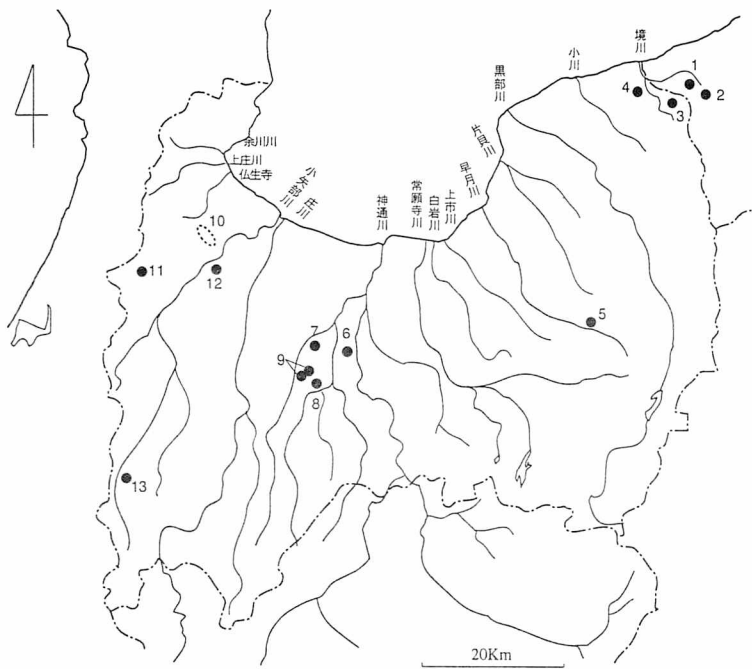 境川
小川
黒部川
片貝川
早月川
上市川
白岩川
常願寺川
神通川
庄川
小矢部川
余川川
上庄川
仏生寺
1
2
3
4
5
6
7
8
9
10
11
12
13
20Km